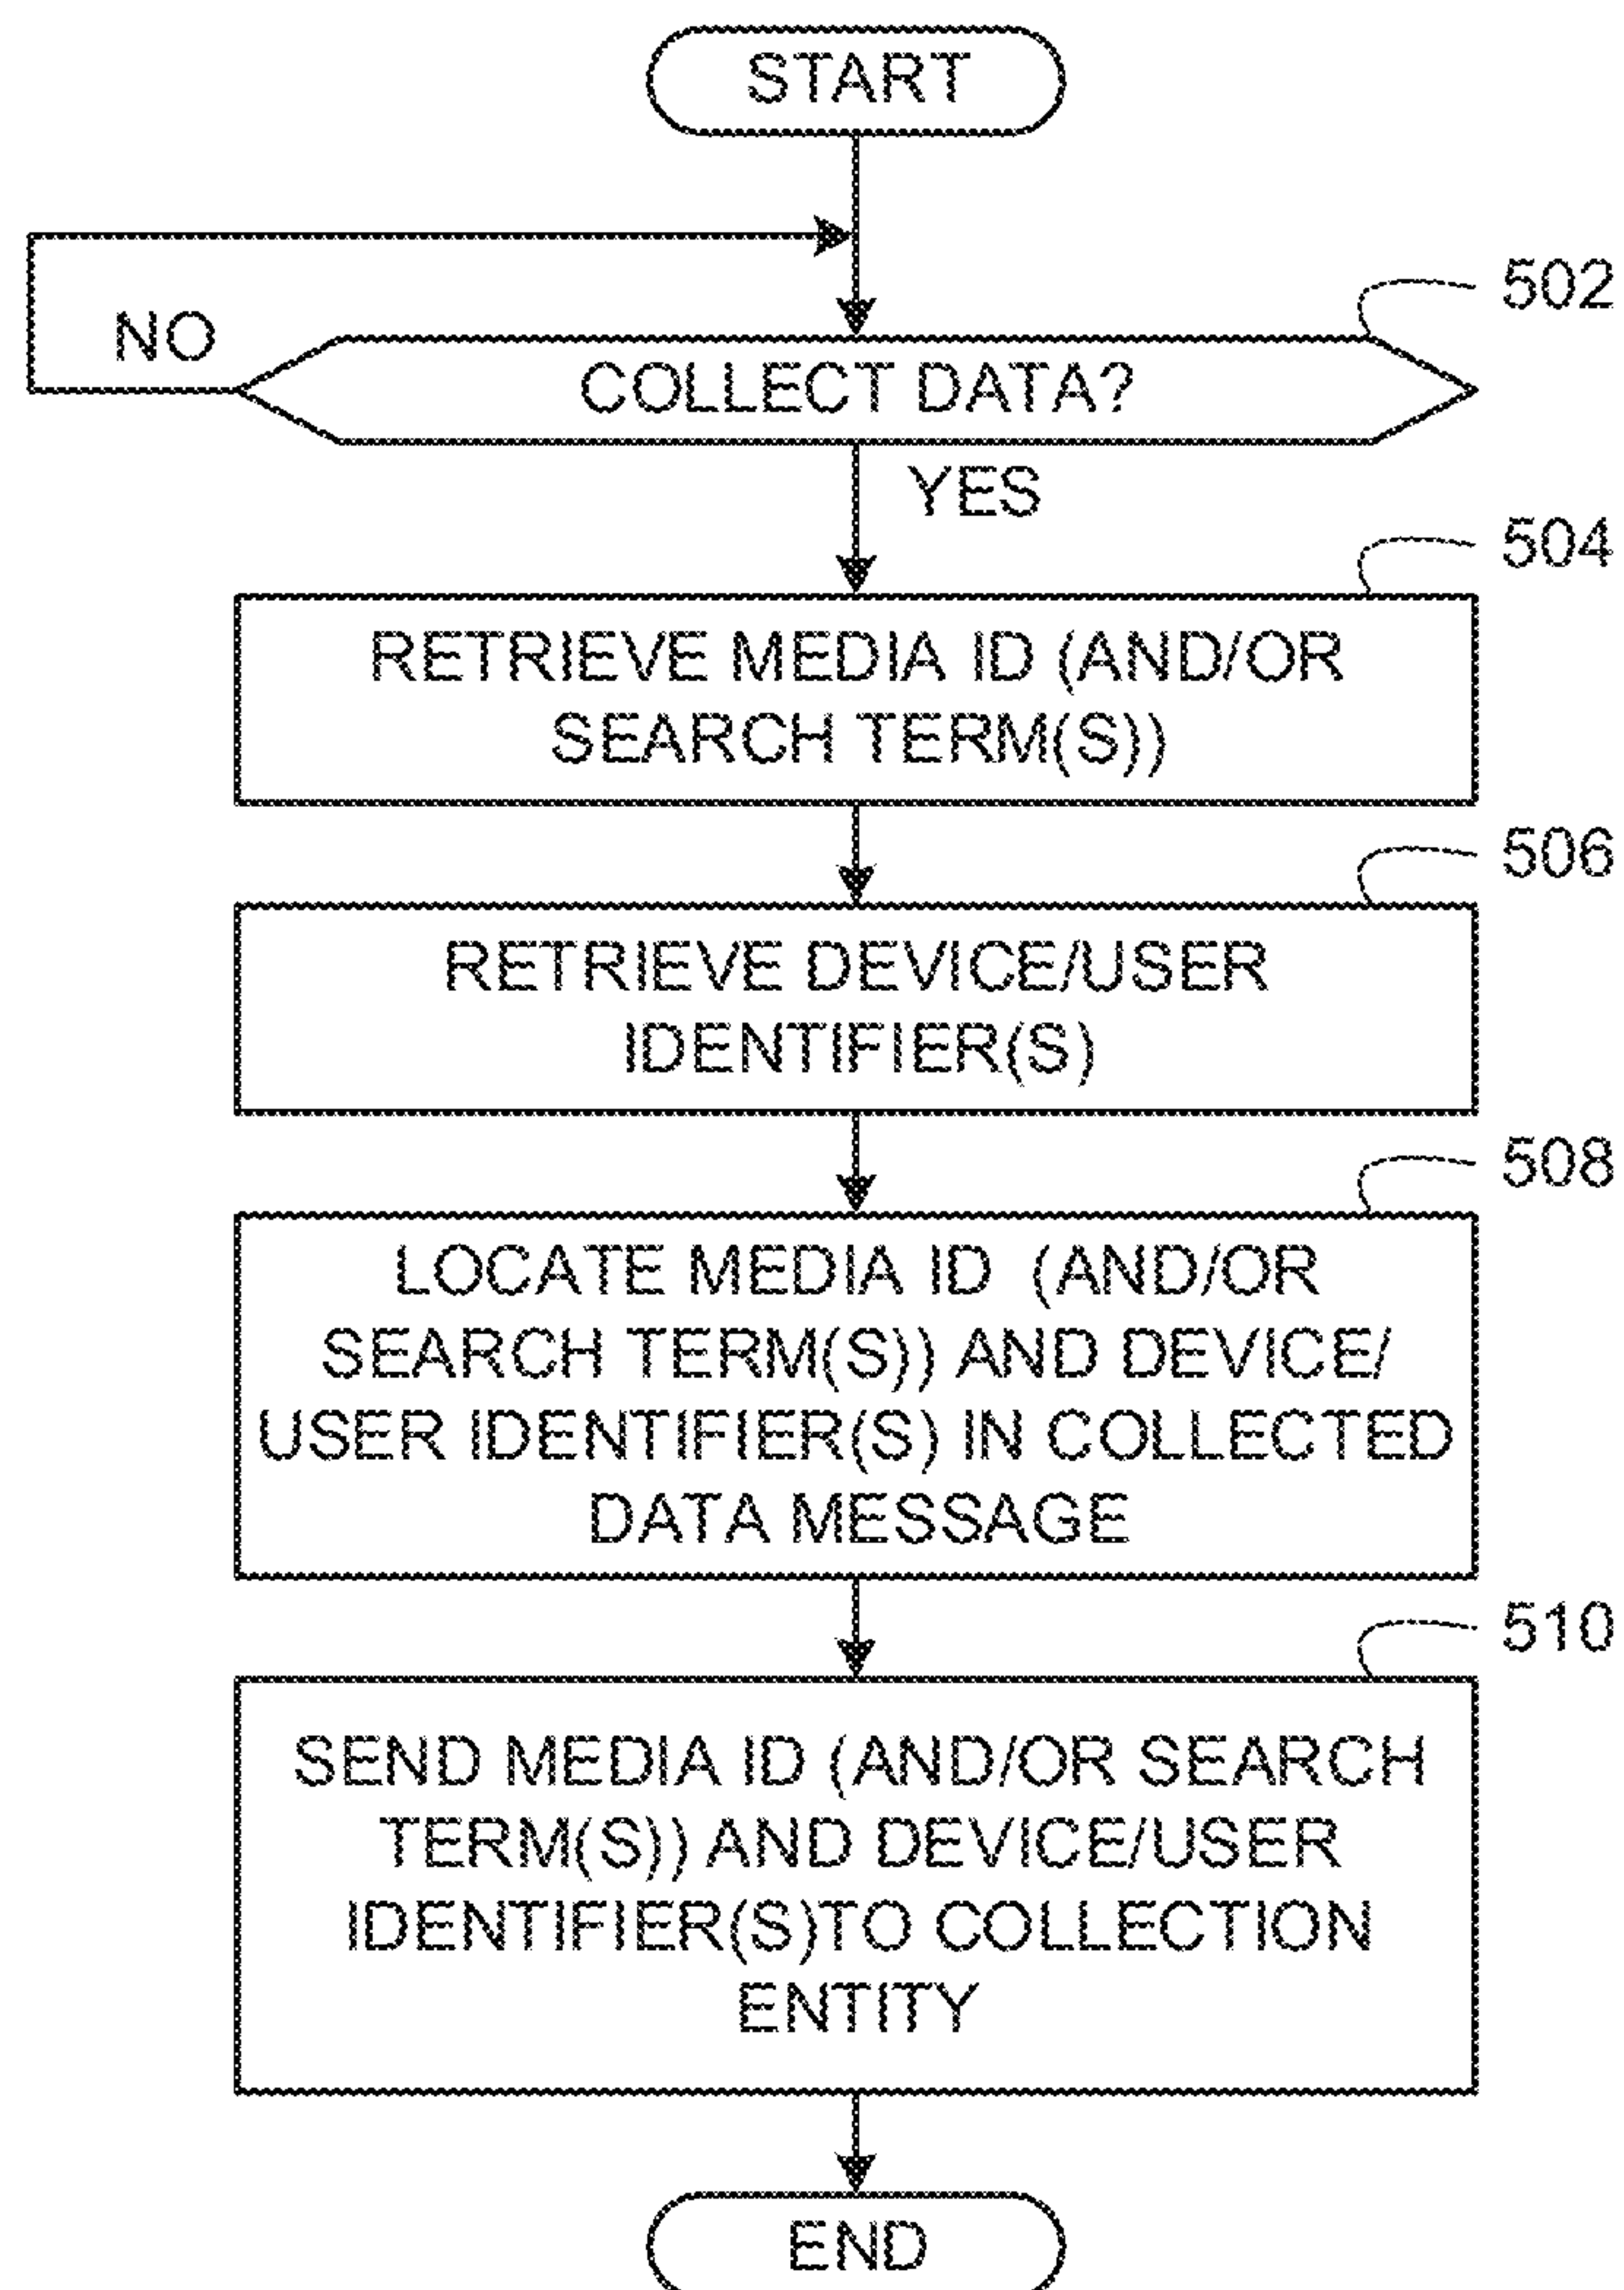 START
502
NO
COLLECT DATA?
YES
504
RETRIEVE MEDIA ID (AND/OR
SEARCH TERM(S))
506
RETRIEVE DEVICE/USER
IDENTIFIER(S)
508
LOCATE MEDIA ID (AND/OR
SEARCH TERM(S)) AND DEVICE/
USER IDENTIFIER(S) IN COLLECTED
DATA MESSAGE
510
SEND MEDIA ID (AND/OR SEARCH
TERM(S)) AND DEVICE/USER
IDENTIFIER(S)TO COLLECTION
ENTITY
END